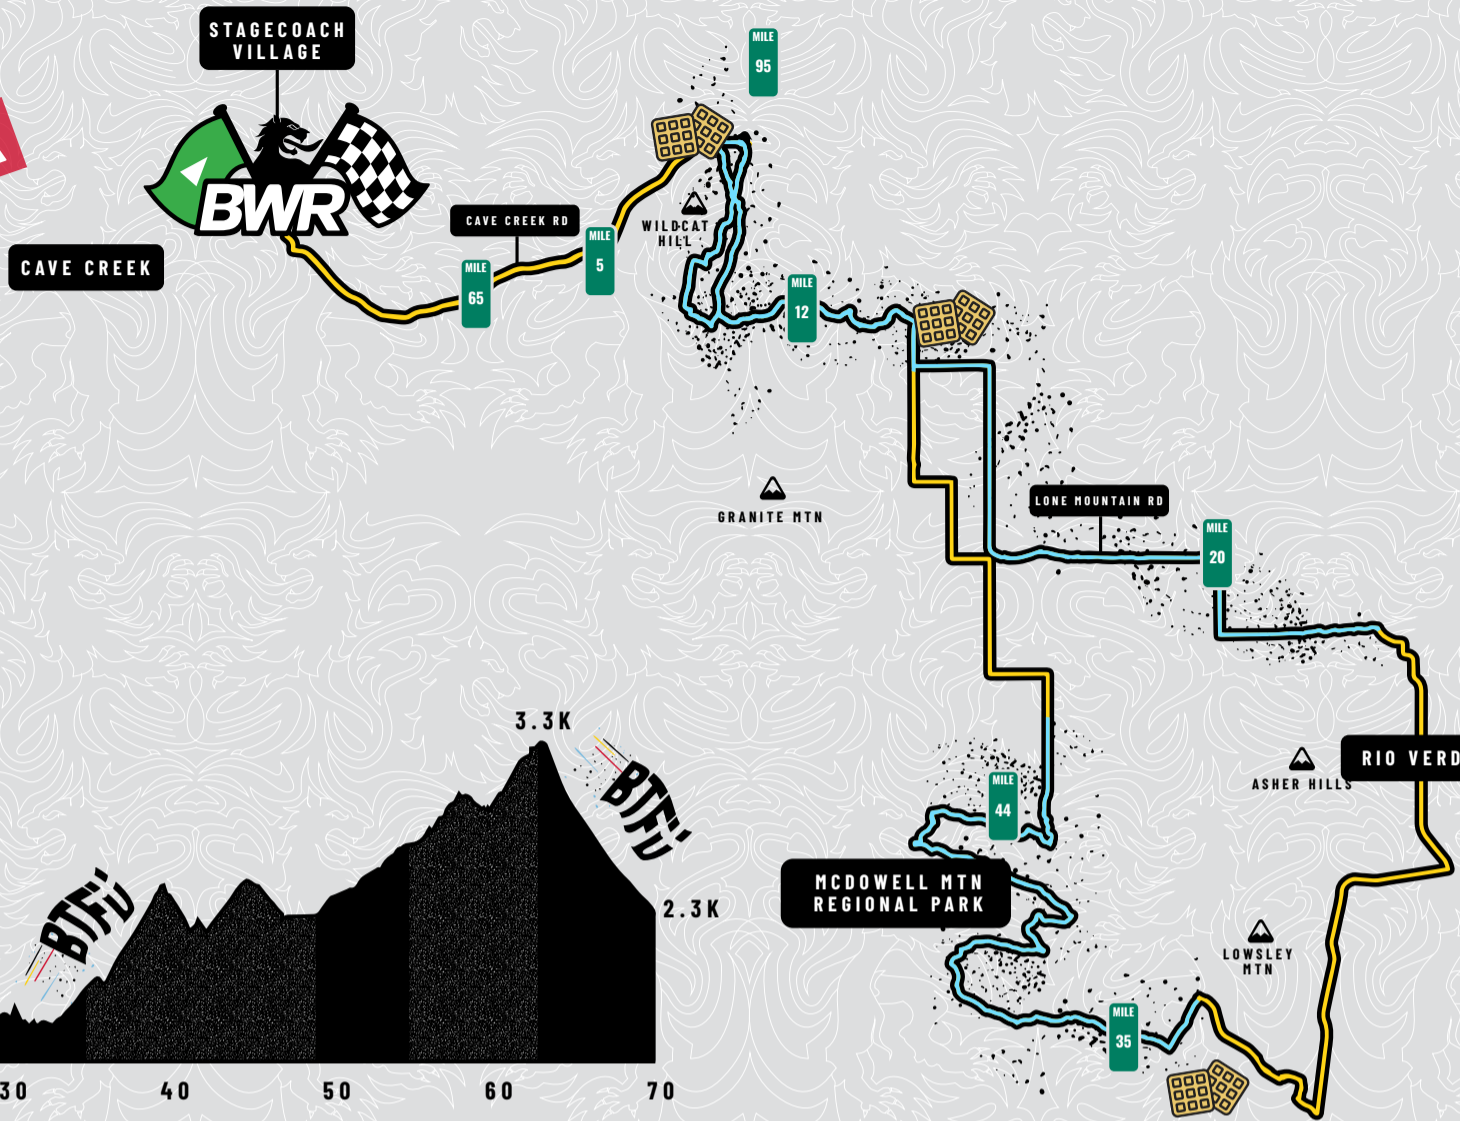 STAGECOACH
VILLAGE
MILE
95
BWR
CAVE CREEK RD
WILDCAT
HILL
CAVE CREEK
MILE
65
MILE
5
MILE
12
GRANITE MTN
LONE MOUNTAIN RD
MILE
20
RIO VERD
ASHER HILLS
MILE
44
MCDOWELL MTN
REGIONAL PARK
LOWSLEY
MTN
MILE
35
3.3K
BTFU
BTFU
2.3K
30 40 50 60 70